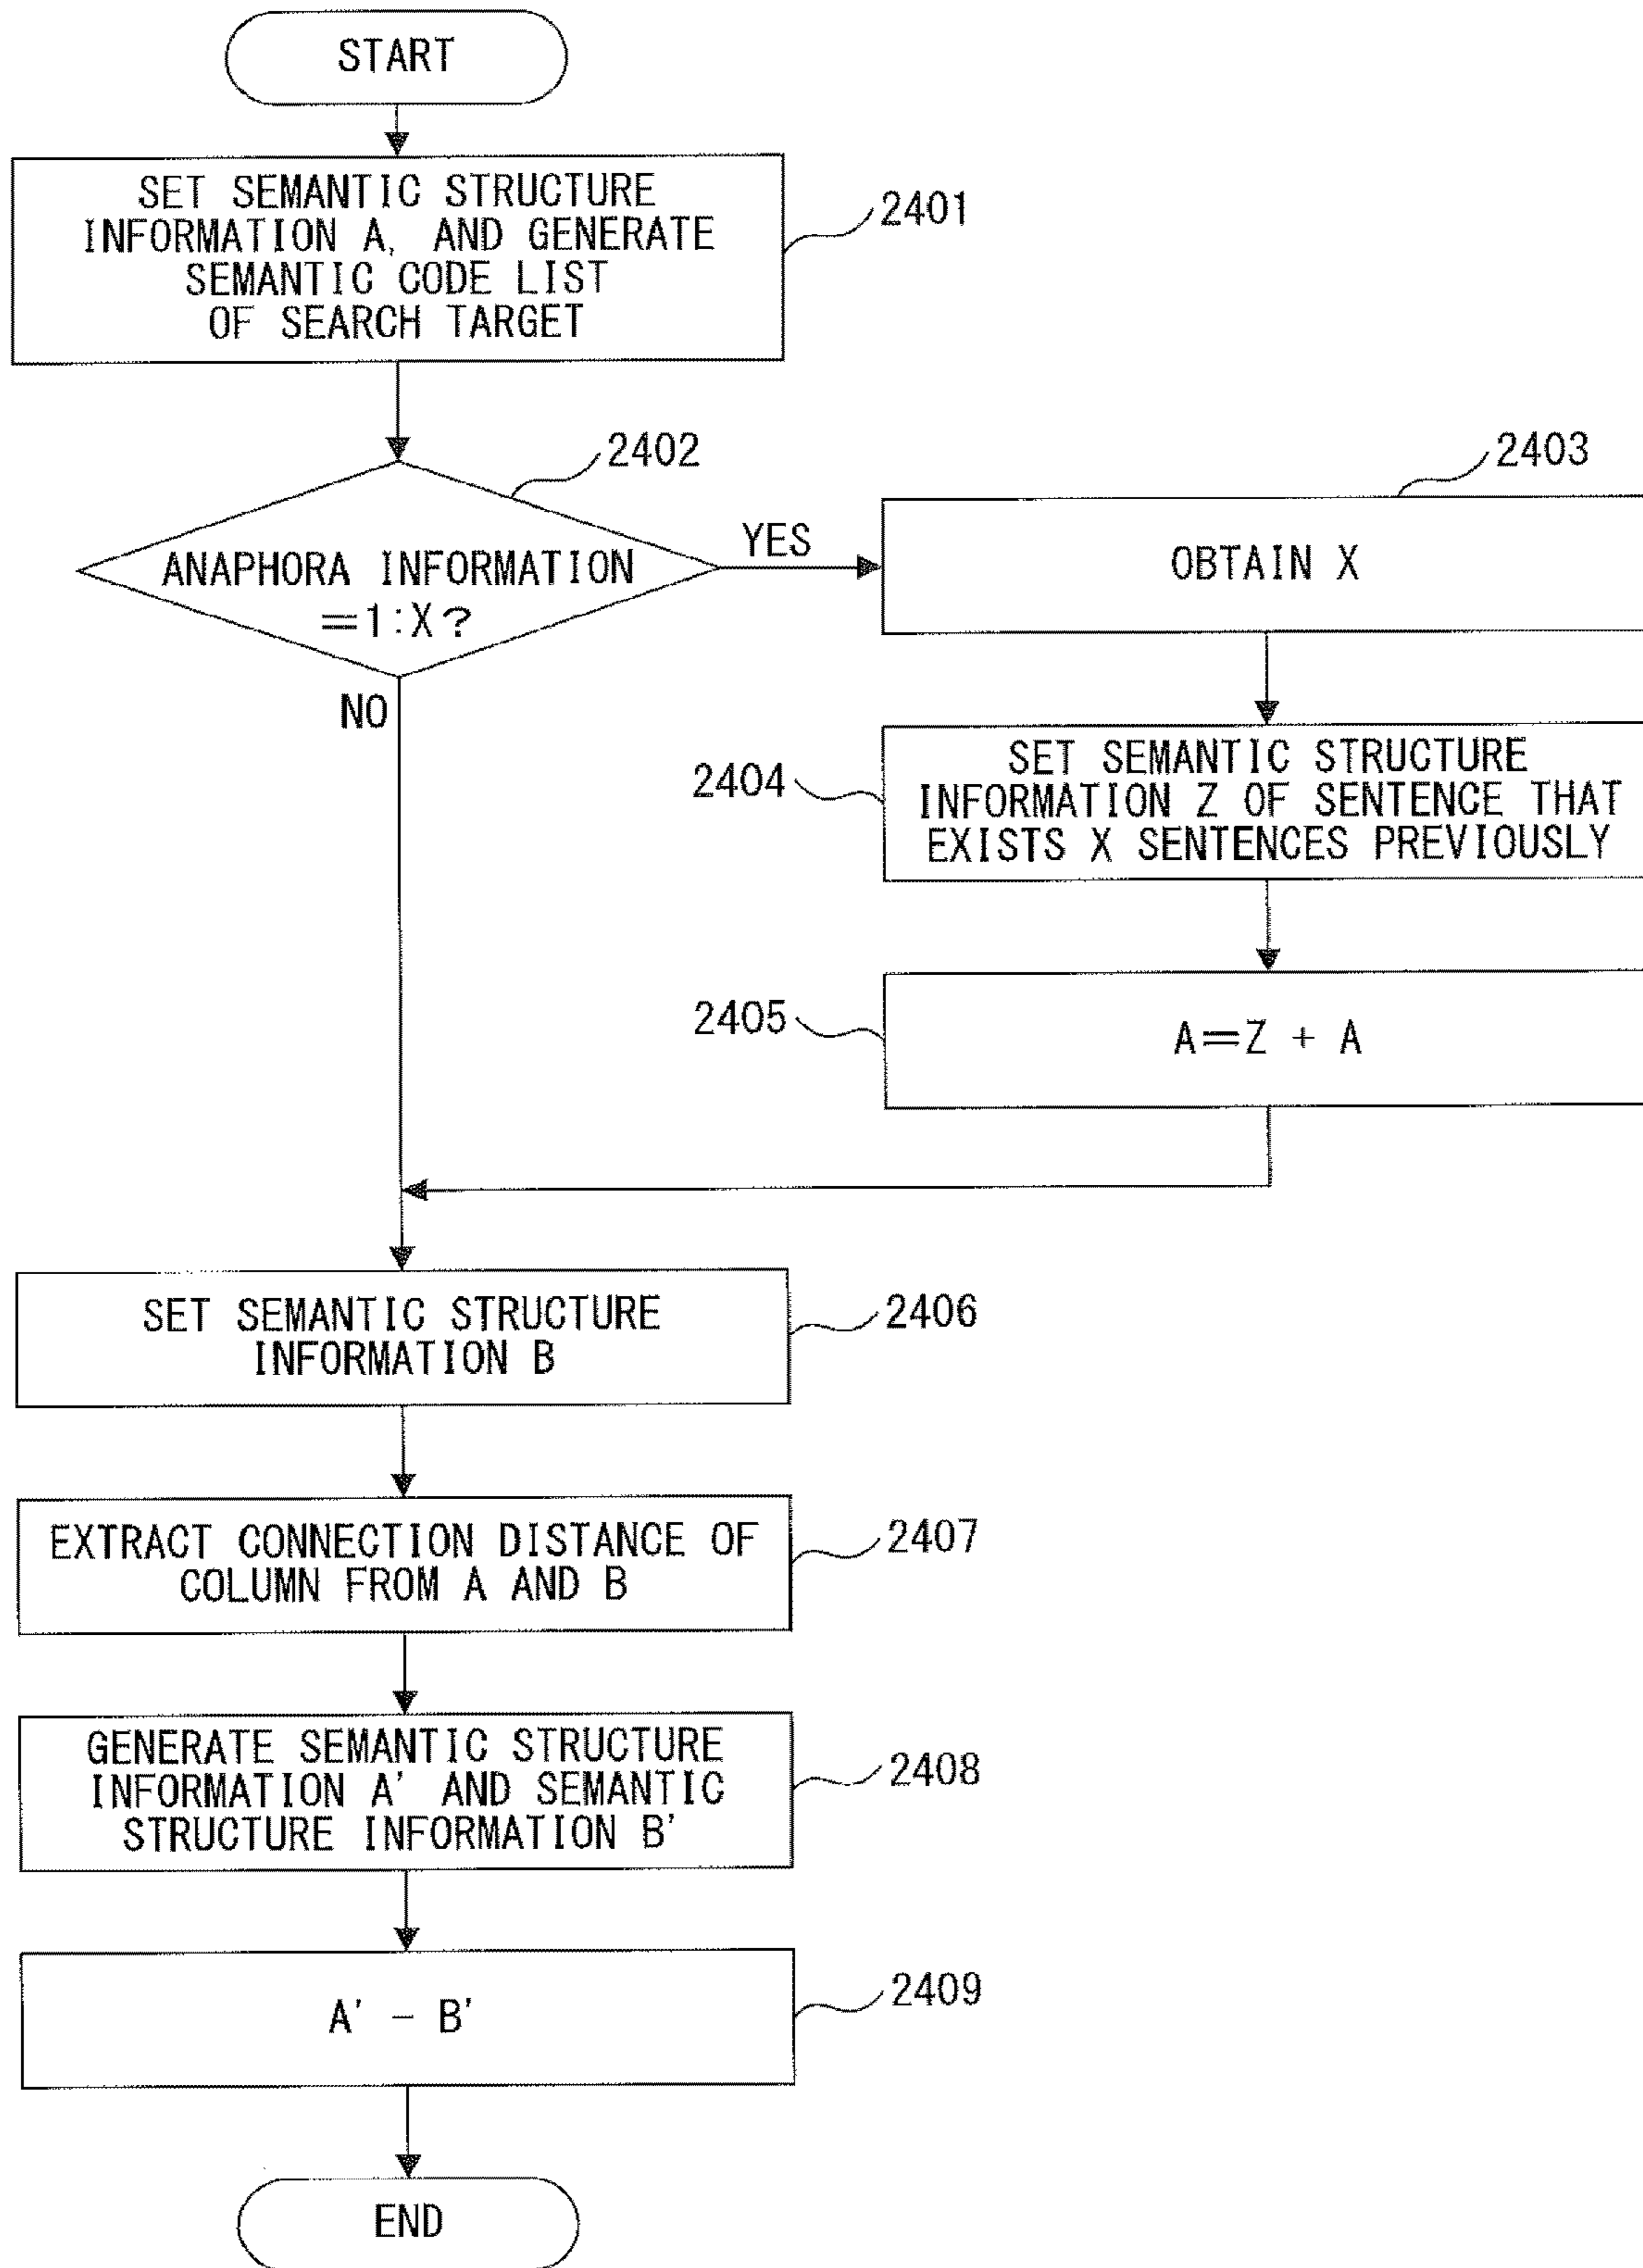 START
SET SEMANTIC STRUCTURE
INFORMATION A, AND GENERATE
SEMANTIC CODE LIST
OF SEARCH TARGET
2401
2402
ANAPHORA INFORMATION
=1:X?
YES
NO
2403
OBTAIN X
2404
SET SEMANTIC STRUCTURE
INFORMATION Z OF SENTENCE THAT
EXISTS X SENTENCES PREVIOUSLY
2405
A=Z + A
SET SEMANTIC STRUCTURE
INFORMATION B
2406
EXTRACT CONNECTION DISTANCE OF
COLUMN FROM A AND B
2407
GENERATE SEMANTIC STRUCTURE
INFORMATION A' AND SEMANTIC
STRUCTURE INFORMATION B'
2408
A' - B'
2409
END